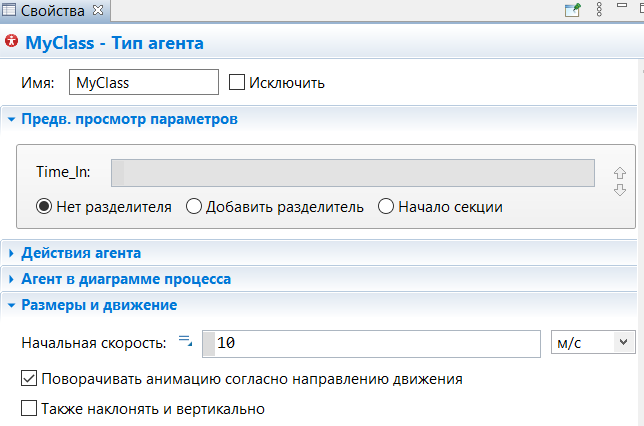 Свойства
MyClass - Тип агента
Имя: MyClass Исключить
Предв. просмотр параметров
Time_In:
Нет разделителя Добавить разделитель Начало секции
Действия агента
Агент в диаграмме процесса
Размеры и движение
Начальная скорость: 10 м/с
Поворачивать анимацию согласно направлению движения
Также наклонять и вертикально